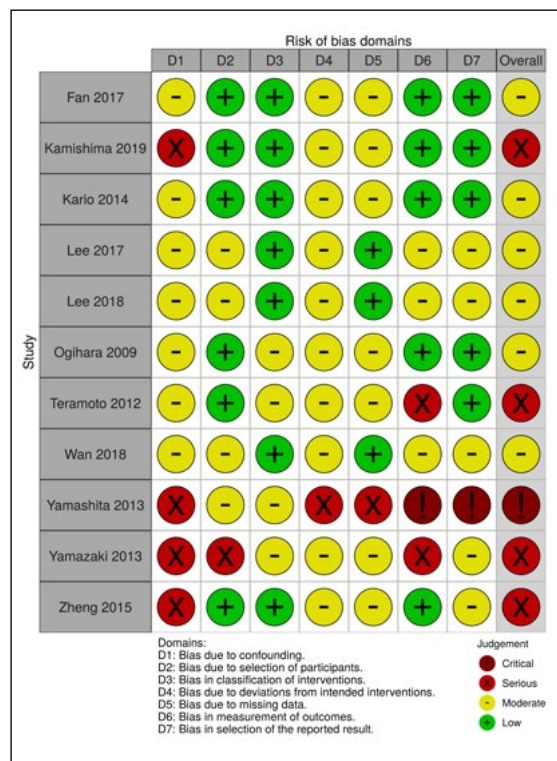 Risk of bias domains
D1 D2 D3 D4 D5 D6 D7 Overall
Fan 2017 - + + - - + + -
Kamishima 2019 X + + - - + + X
Kario 2014 - + + - - + + -
Lee 2017 - - + - + - - -
Lee 2018 - - + - + - - -
Ogihara 2009 - + - - - + + -
Teramoto 2012 - + - - - X + X
Wan 2018 - - + - + - - -
Yamashita 2013 X - - X X ! ! !
Yamazaki 2013 X X - - - X - X
Zheng 2015 X + + - - + - X
Study
Domains:
D1: Bias due to confounding.
D2: Bias due to selection of participants.
D3: Bias in classification of interventions.
D4: Bias due to deviations from intended interventions.
D5: Bias due to missing data.
D6: Bias in measurement of outcomes.
D7: Bias in selection of the reported result.
Judgement
! Critical
X Serious
- Moderate
+ Low